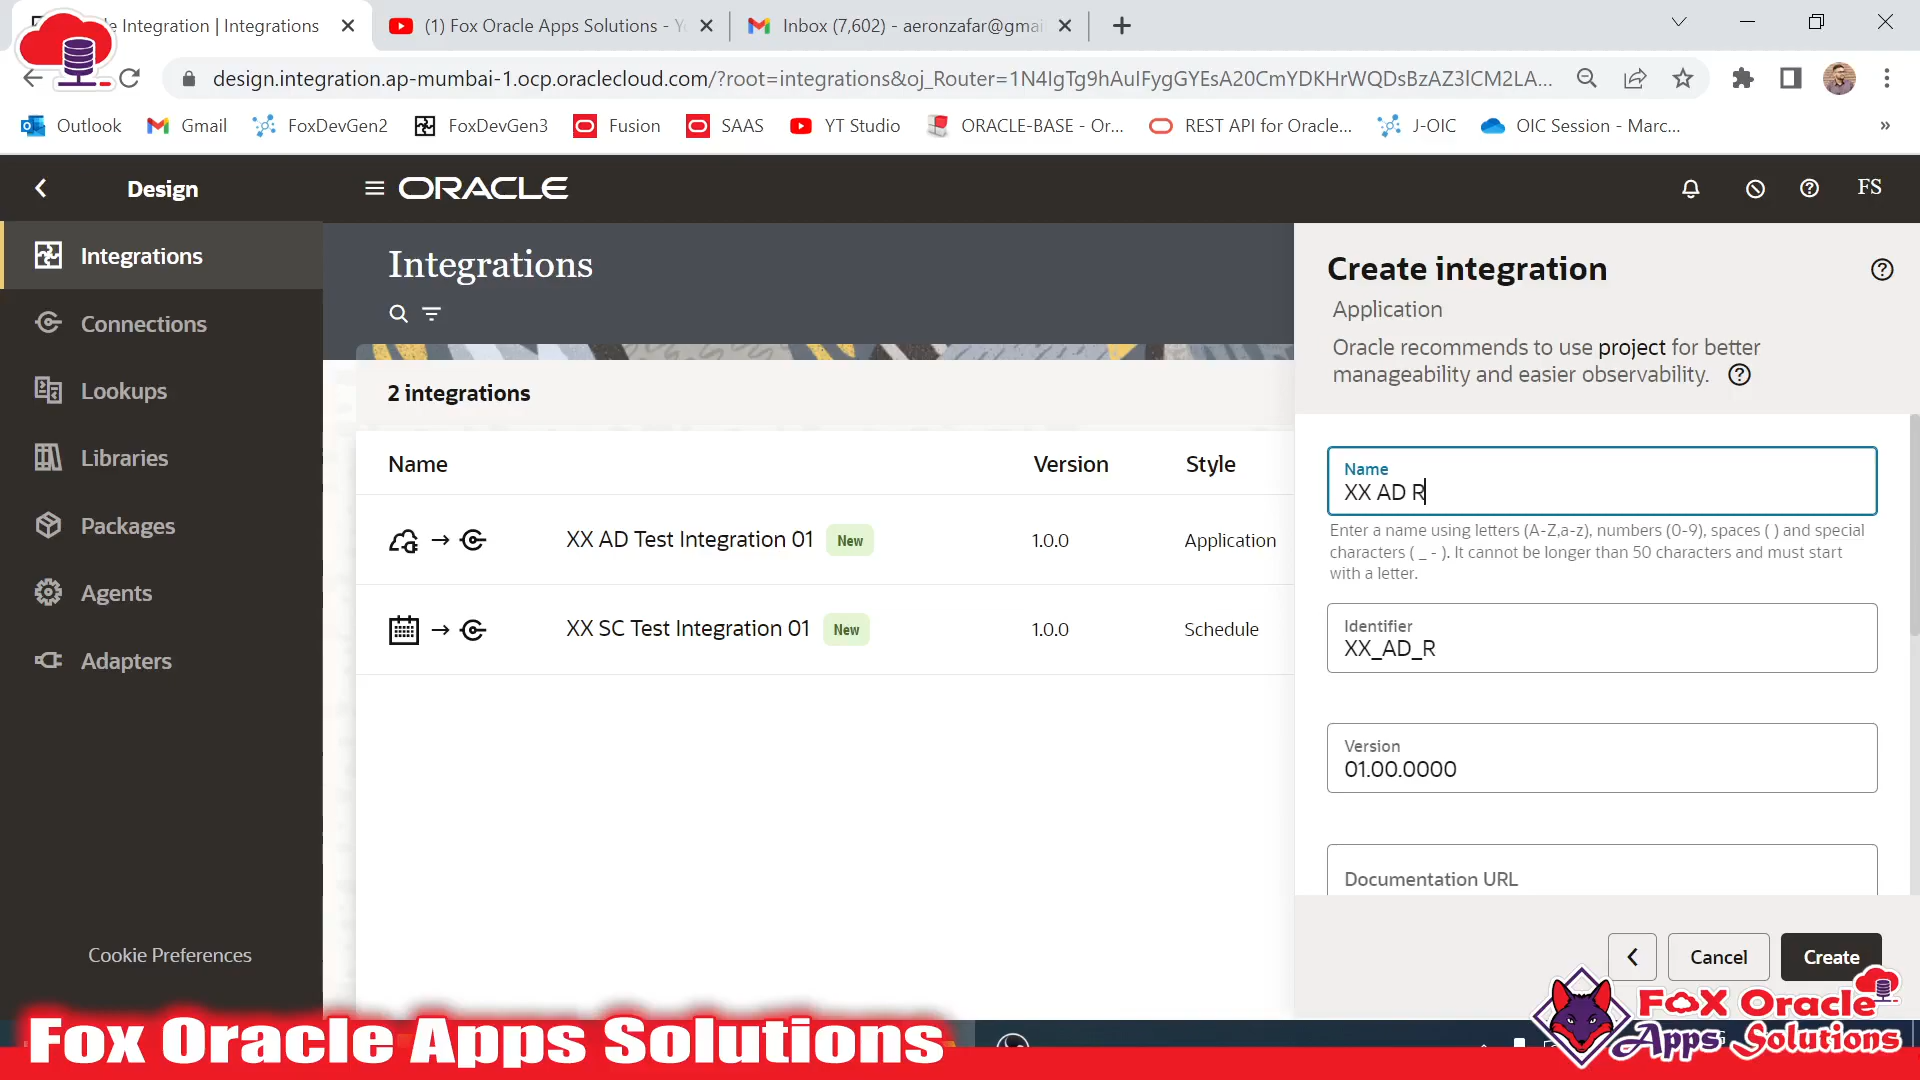 le Integration | Integrations
(1) Fox Oracle Apps Solutions - Y
Inbox (7,602) - aeronzafar@gmai
design.integration.ap-mumbai-1.ocp.oraclecloud.com/?root=integrations&oj_Router=1N4IgTg9hAuIFygGYEsA20CmYDKHrWQDsBzAZ3lCM2LA...
Outlook
Gmail
FoxDevGen2
FoxDevGen3
Fusion
SAAS
YT Studio
ORACLE-BASE - Or...
REST API for Oracle...
J-OIC
OIC Session - Marc...
»
Design
ORACLE
FS
Integrations
Connections
Lookups
Libraries
Packages
Agents
Adapters
Cookie Preferences
Integrations
2 integrations
Name Version Style
XX AD Test Integration 01 New 1.0.0 Application
XX SC Test Integration 01 New 1.0.0 Schedule
Create integration
Application
Oracle recommends to use project for better
manageability and easier observability.
Name
XX AD R
Enter a name using letters (A-Z,a-z), numbers (0-9), spaces ( ) and special
characters ( _ - ). It cannot be longer than 50 characters and must start
with a letter.
Identifier
XX_AD_R
Version
01.00.0000
Documentation URL
Cancel
Create
Fox Oracle Apps Solutions
Fox Oracle
Apps Solutions